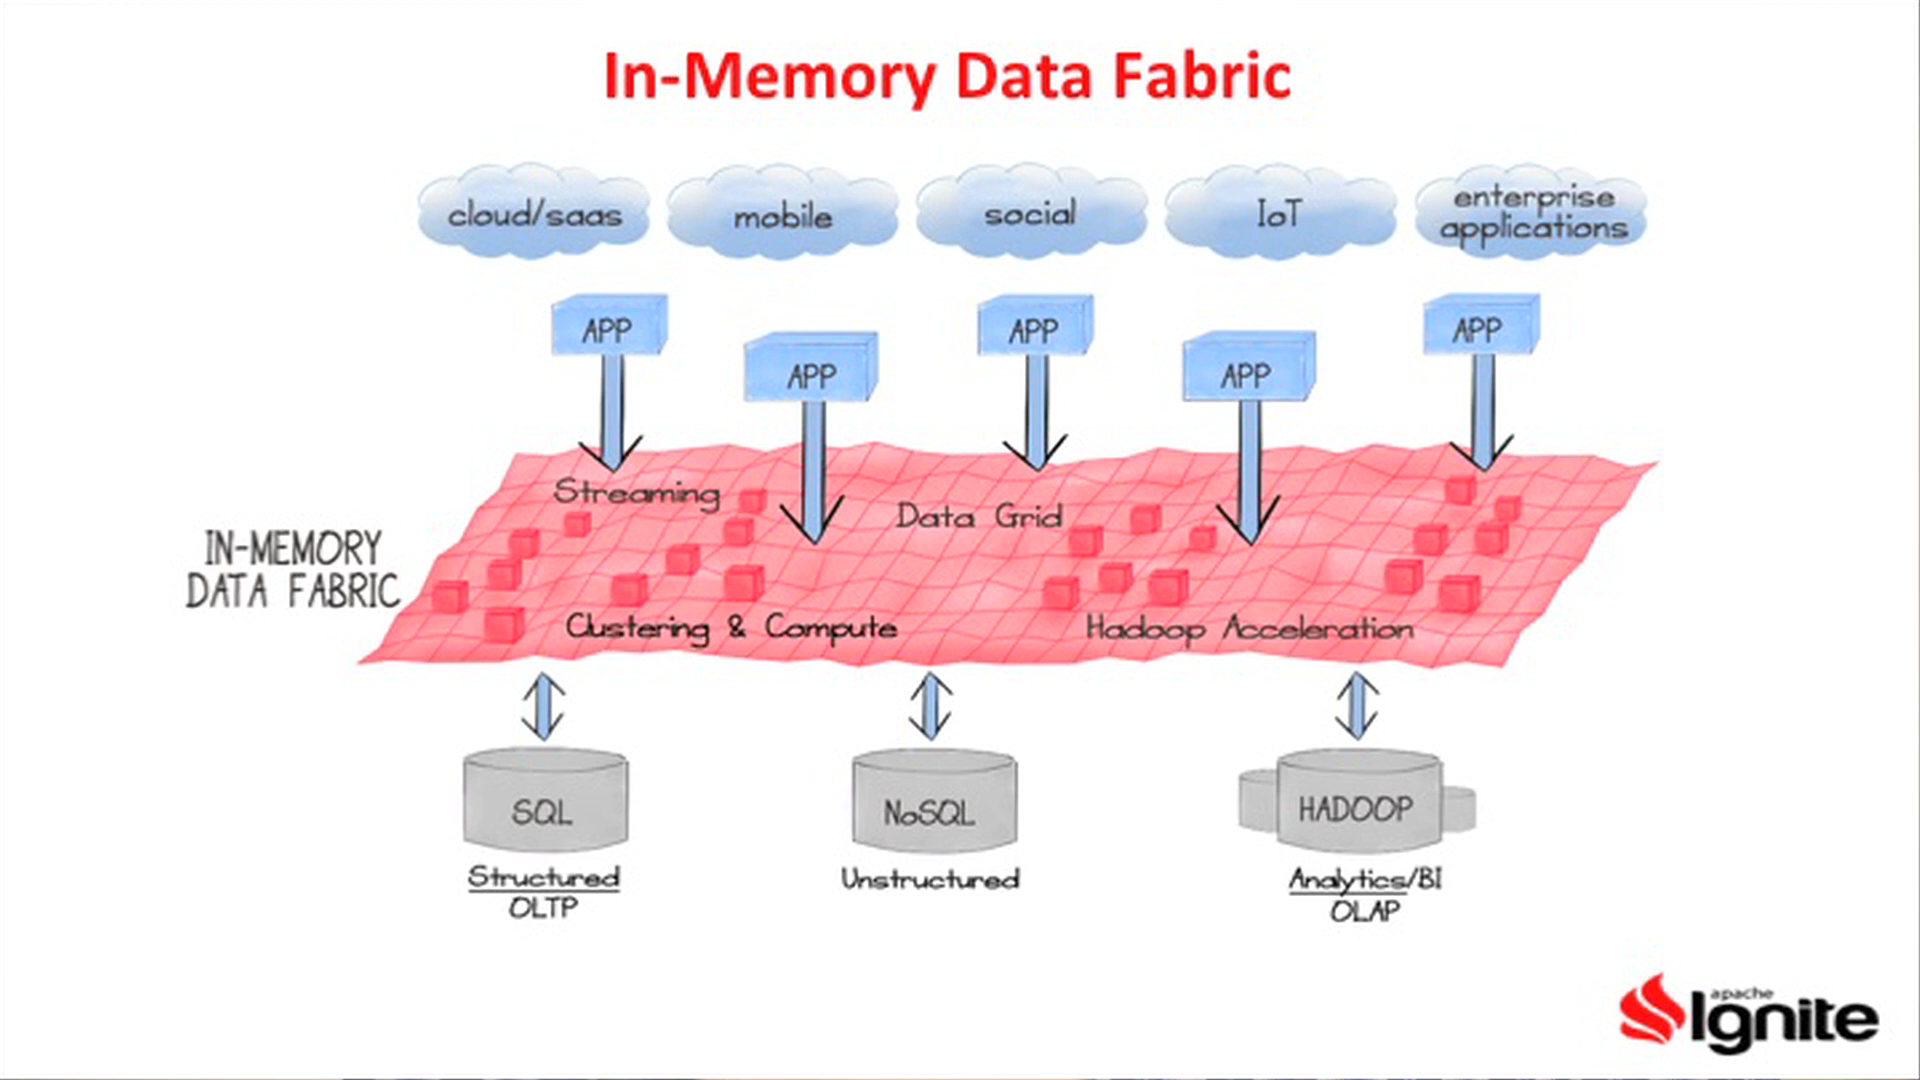 In-Memory Data Fabric
cloud/saas
mobile
social
IoT
enterprise
applications
APP
APP
APP
APP
APP
Streaming
Data Grid
IN-MEMORY
DATA FABRIC
Clustering & Compute
Hadoop Acceleration
SQL
NoSQL
HADOOP
Structured
OLTP
Unstructured
Analytics/BI
OLAP
apache
Ignite